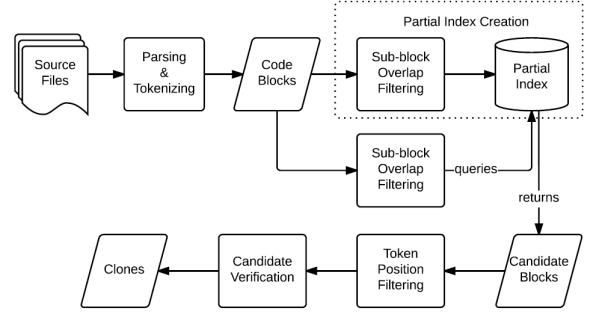 Partial Index Creation
Source
Files
Parsing
&
Tokenizing
Code
Blocks
Sub-block
Overlap
Filtering
Partial
Index
Sub-block
Overlap
Filtering
queries
returns
Clones
Candidate
Verification
Token
Position
Filtering
Candidate
Blocks